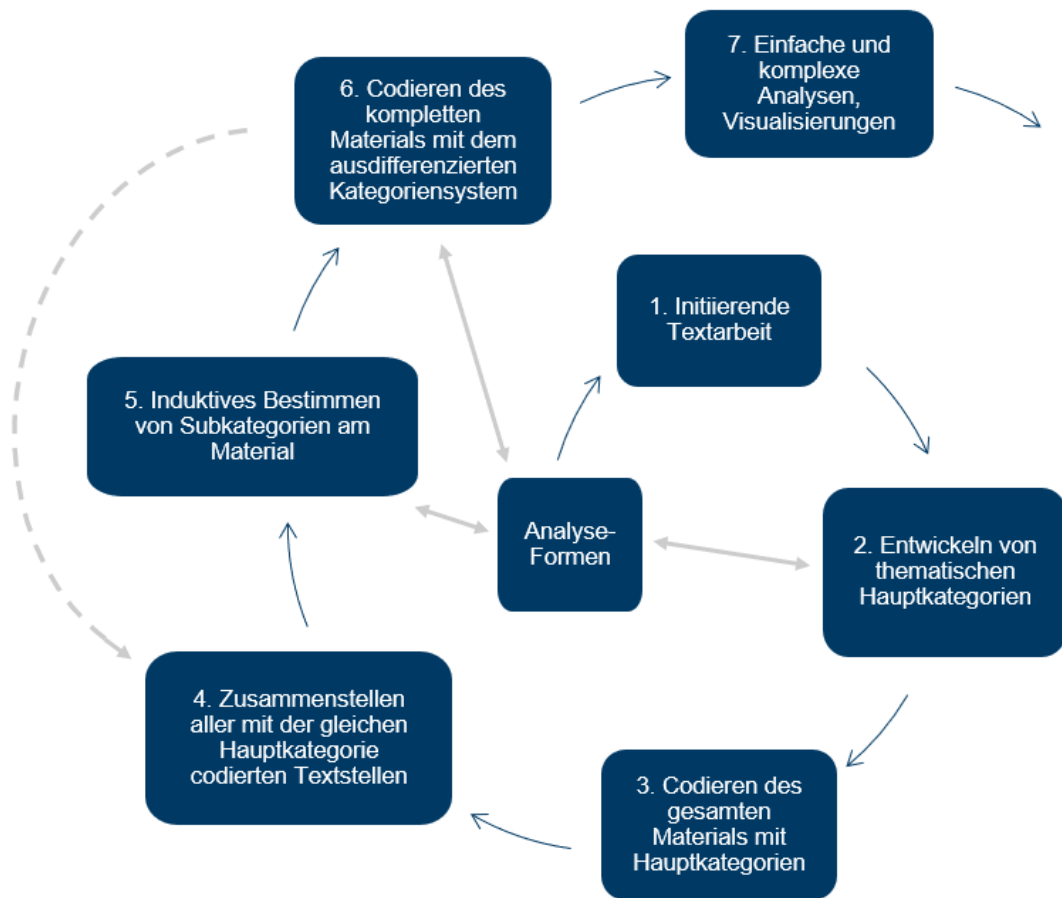 7. Einfache und
komplexe
Analysen,
Visualisierungen
6. Codieren des
kompletten
Materials mit dem
ausdifferenzierten
Kategoriensystem
1. Initiierende
Textarbeit
5. Induktives Bestimmen
von Subkategorien am
Material
Analyse-
Formen
2. Entwickeln von
thematischen
Hauptkategorien
4. Zusammenstellen
aller mit der gleichen
Hauptkategorie
codierten Textstellen
3. Codieren des
gesamten
Materials mit
Hauptkategorien